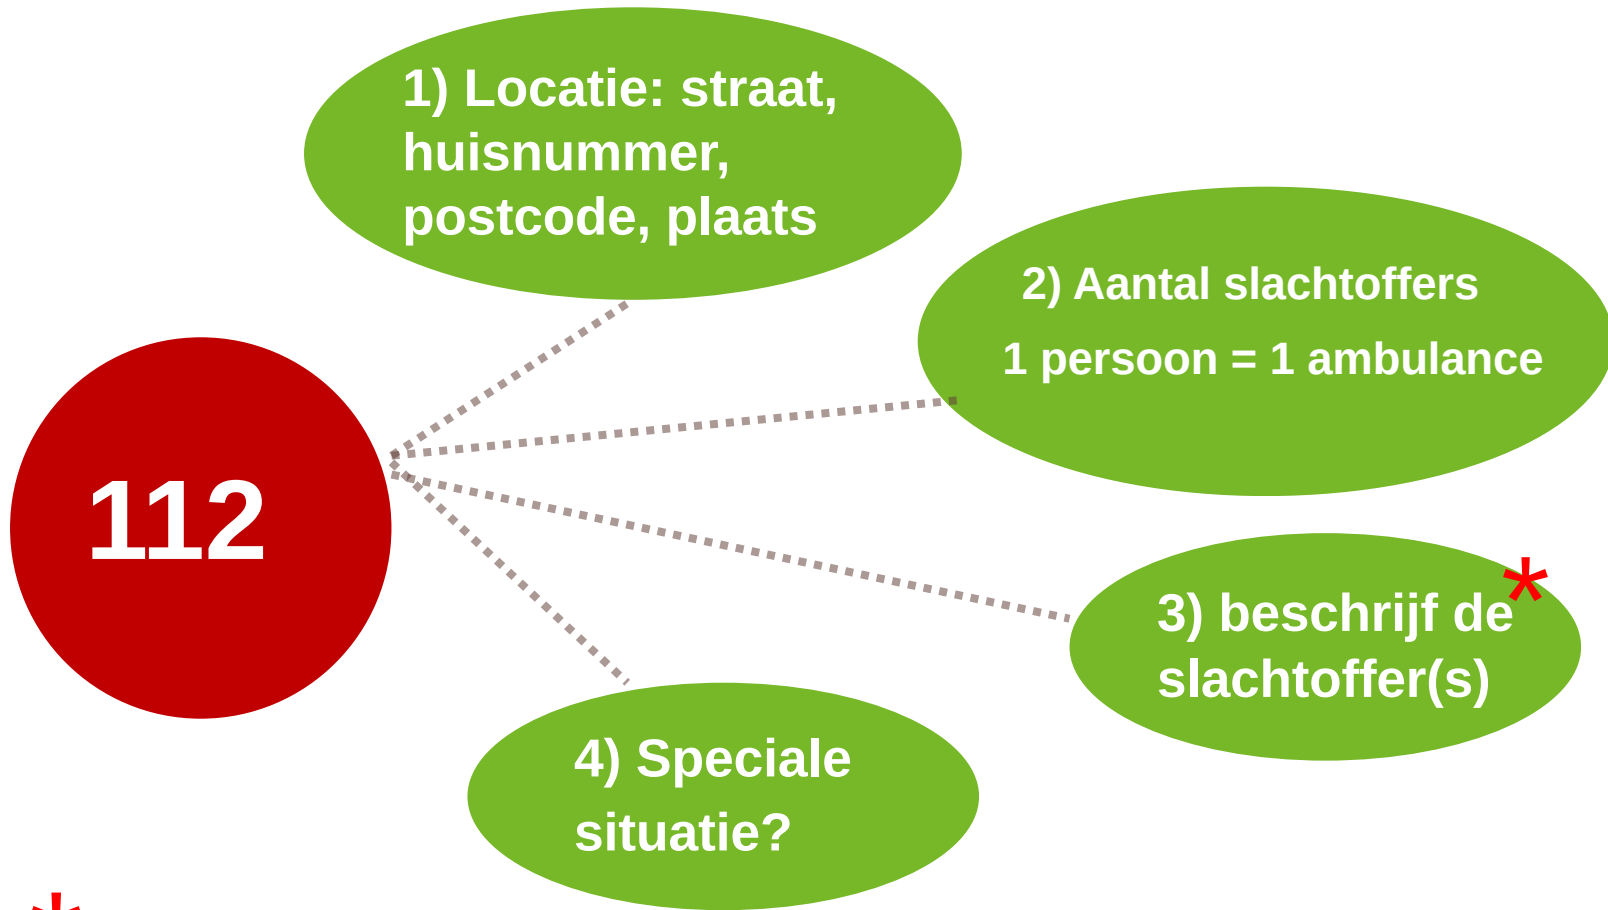 1) Locatie: straat,
huisnummer,
postcode, plaats
2) Aantal slachtoffers
1 persoon = 1 ambulance
112
3) beschrijf de*
slachtoffer(s)
4) Speciale
situatie?
*